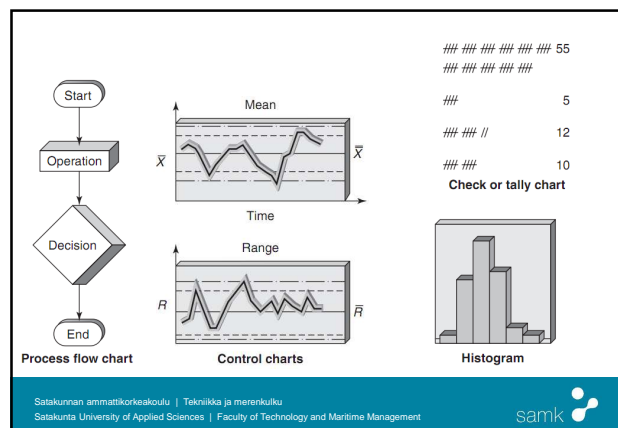 Start
Operation
Decision
End
Process flow chart
Mean
X̅
X̿
Time
Range
R
R̅
Control charts
55
5
12
10
Check or tally chart
Histogram
Satakunnan ammattikorkeakoulu | Tekniikka ja merenkulku
Satakunta University of Applied Sciences | Faculty of Technology and Maritime Management
samk